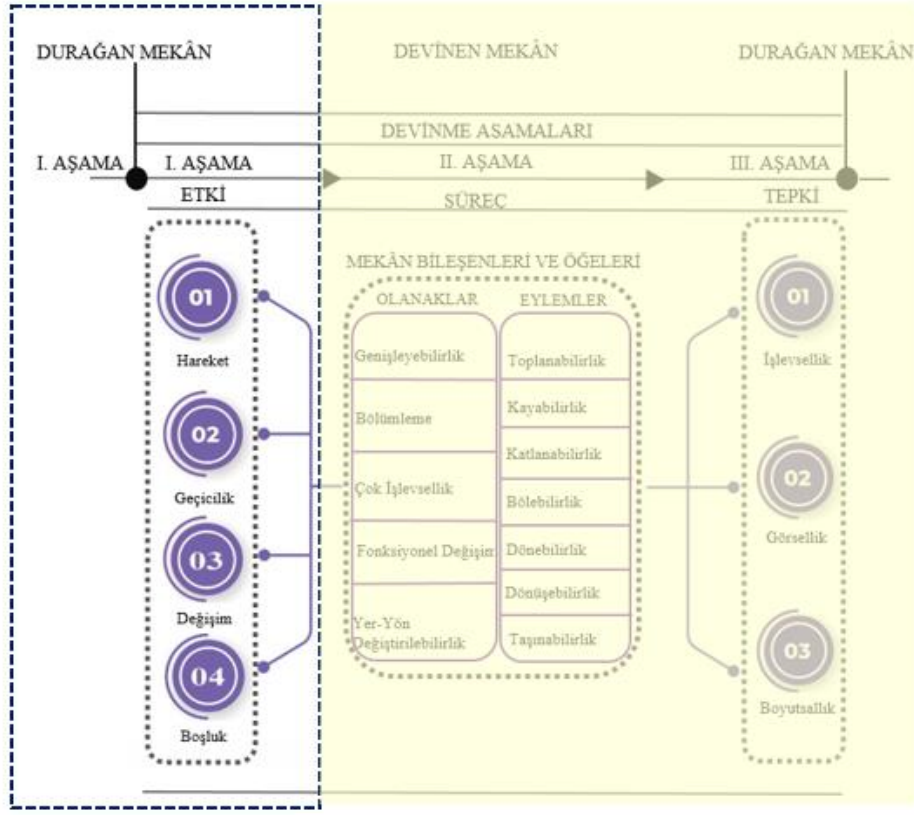 DURAĞAN MEKÂN
DEVİNEN MEKÂN
DURAĞAN MEKÂN
DEVİNME AŞAMALARI
I. AŞAMA
I. AŞAMA
II. AŞAMA
III. AŞAMA
ETKİ
SÜREÇ
TEPKİ
01
Hareket
02
Geçicilik
03
Değişim
04
Boşluk
MEKÂN BİLEŞENLERİ VE ÖĞELERİ
OLANAKLAR
Genişleyebilirlik
Bölümleme
Çok İşlevsellik
Fonksiyonel Değişim
Yer-Yön
Değiştirilebilirlik
EYLEMLER
Toplanabilirlik
Kayabilirlik
Katlanabilirlik
Bölebilirlik
Dönebilirlik
Dönüşebilirlik
Taşınabilirlik
01
İşlevsellik
02
Görsellik
03
Boyutsallık